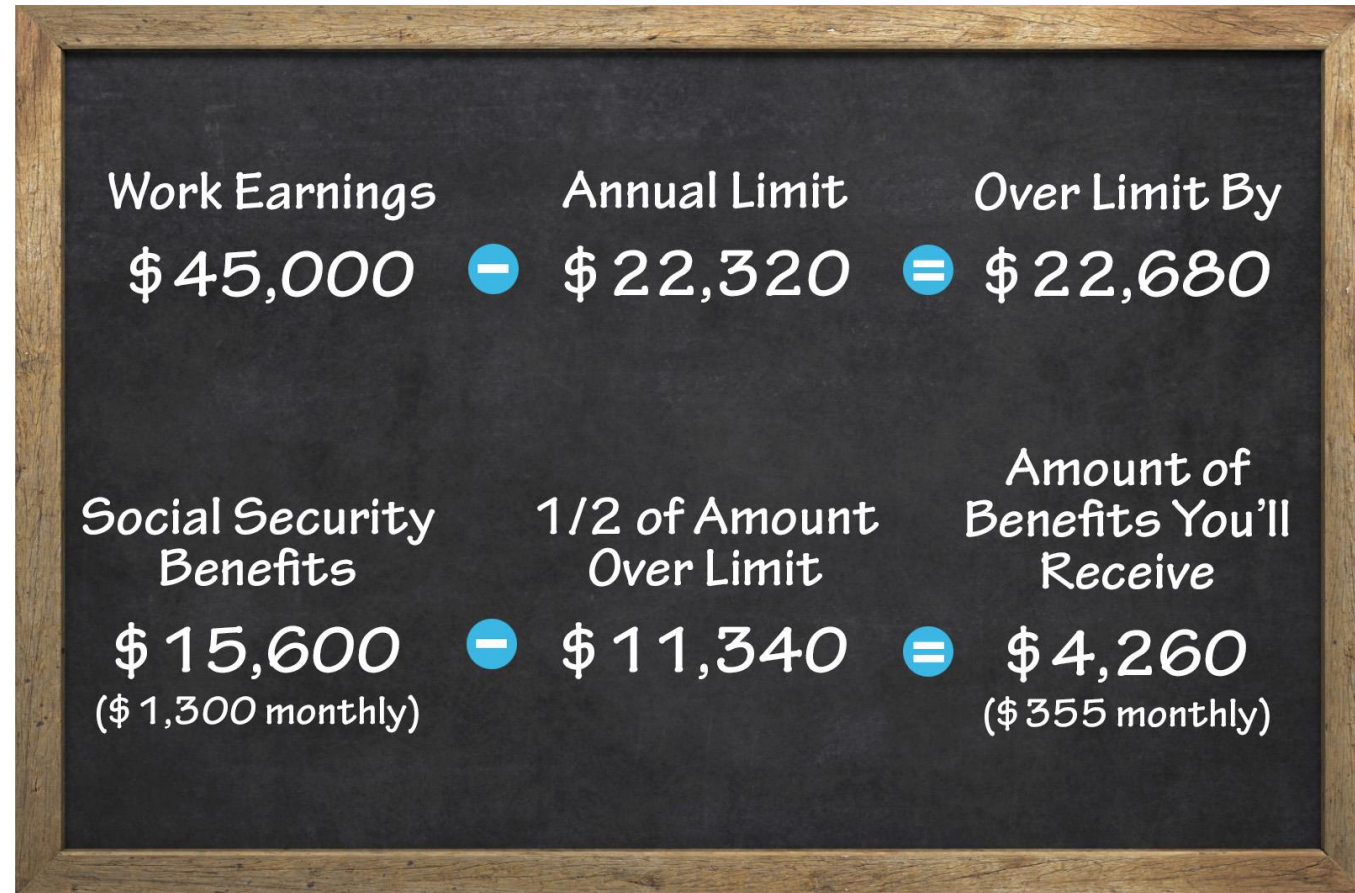 Work Earnings
$45,000
-
Annual Limit
$22,320
=
Over Limit By
$22,680
Social Security
Benefits
$15,600
($1,300 monthly)
-
1/2 of Amount
Over Limit
$11,340
=
Amount of
Benefits You'll
Receive
$4,260
($355 monthly)